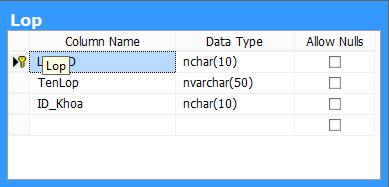 Lop
Column Name Data Type Allow Nulls
nchar(10)
Lop
TenLop nvarchar(50)
ID_Khoa nchar(10)